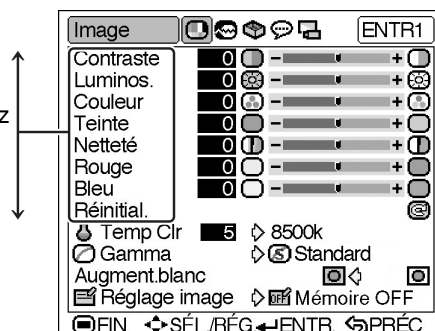 Image ENTR1
Contraste 0 - +
Luminos. 0 - +
z
Couleur 0 - +
Teinte 0 - +
Netteté 0 - +
Rouge 0 - +
Bleu 0 - +
Réinitial.
Temp Clr 5 8500k
Gamma S Standard
Augment.blanc
Réglage image OFF Mémoire OFF
FIN SÉL./RÉG ENTR. PRÉC